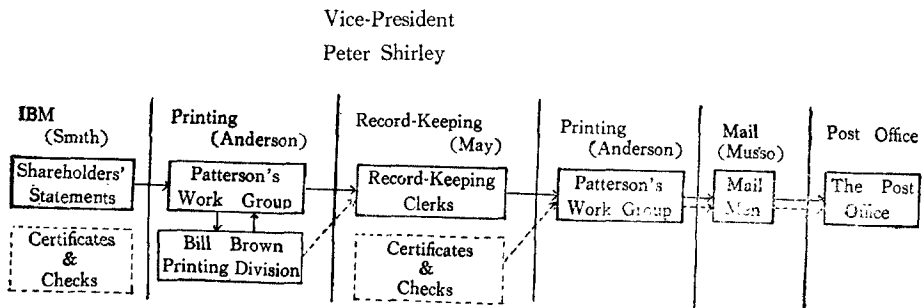 Vice-President
Peter Shirley
IBM
(Smith)
Shareholders'
Statements
Certificates
&
Checks
Printing
(Anderson)
Patterson's
Work Group
Bill Brown
Printing Division
Record-Keeping
(May)
Record-Keeping
Clerks
Certificates
&
Checks
Printing
(Anderson)
Patterson's
Work Group
Mail
(Musso)
Mail
Men
Post Office
The Post
Office